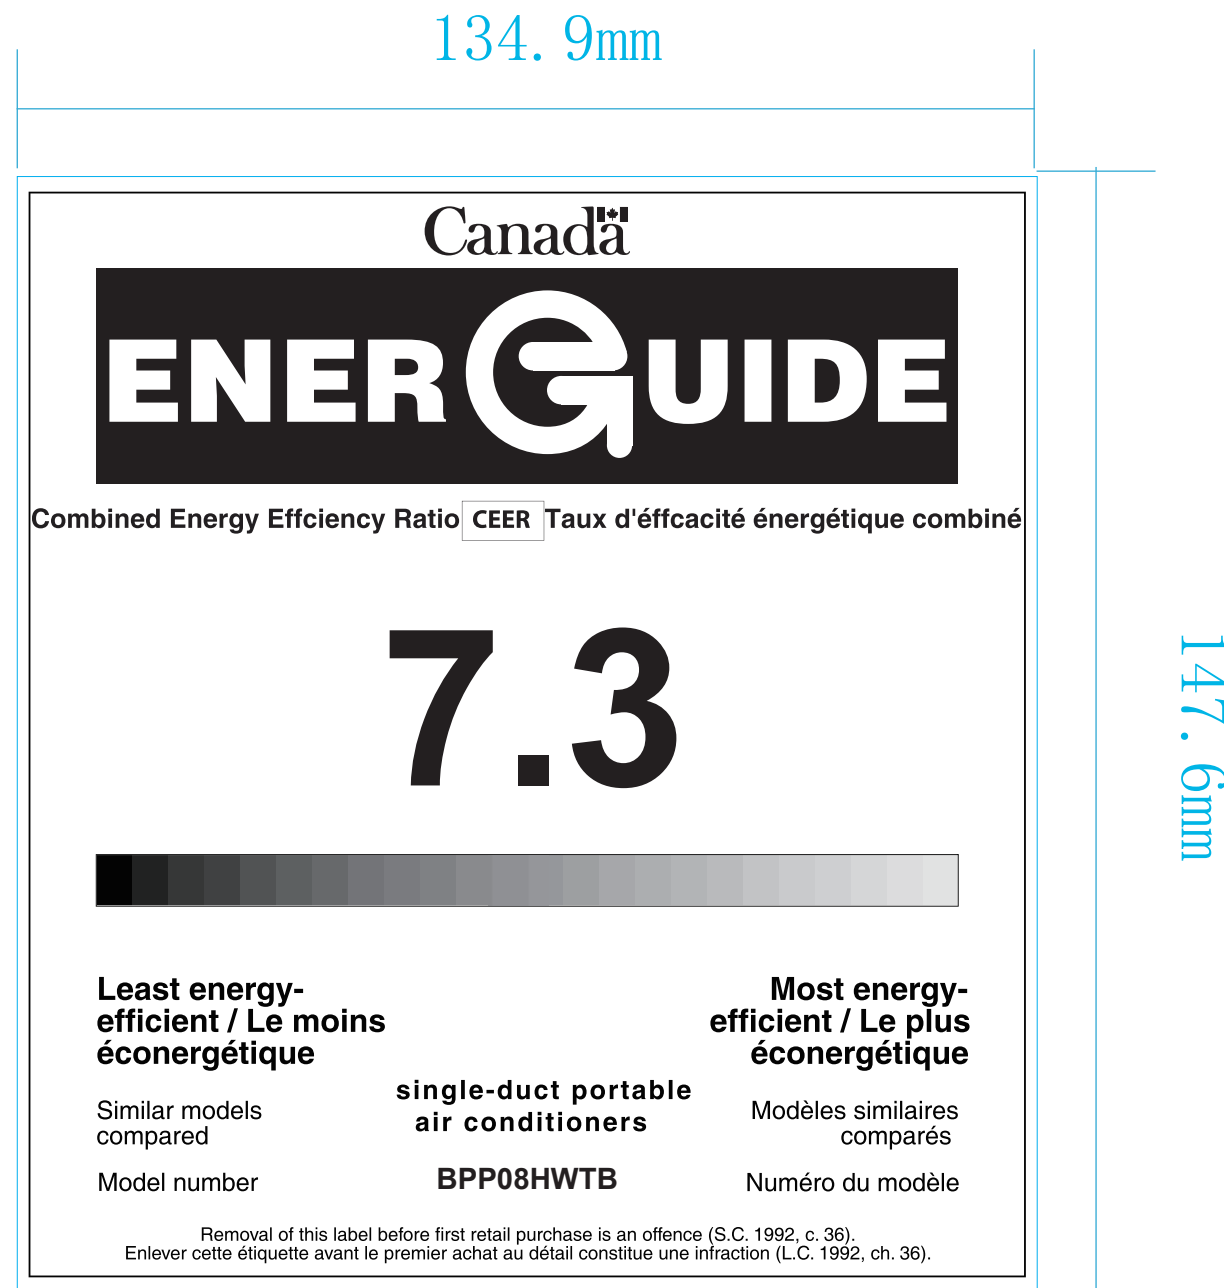 134.9mm
Canada
ENERGUIDE
Combined Energy Effciency Ratio CEER Taux d'éffcacité énergétique combiné
7.3
147.6mm
Least energy-
efficient / Le moins
éconergétique
Most energy-
efficient / Le plus
éconergétique
Similar models
compared
single-duct portable
air conditioners
Modèles similaires
comparés
Model number BPP08HWTB Numéro du modèle
Removal of this label before first retail purchase is an offence (S.C. 1992, c. 36).
Enlever cette étiquette avant le premier achat au détail constitue une infraction (L.C. 1992, ch. 36).